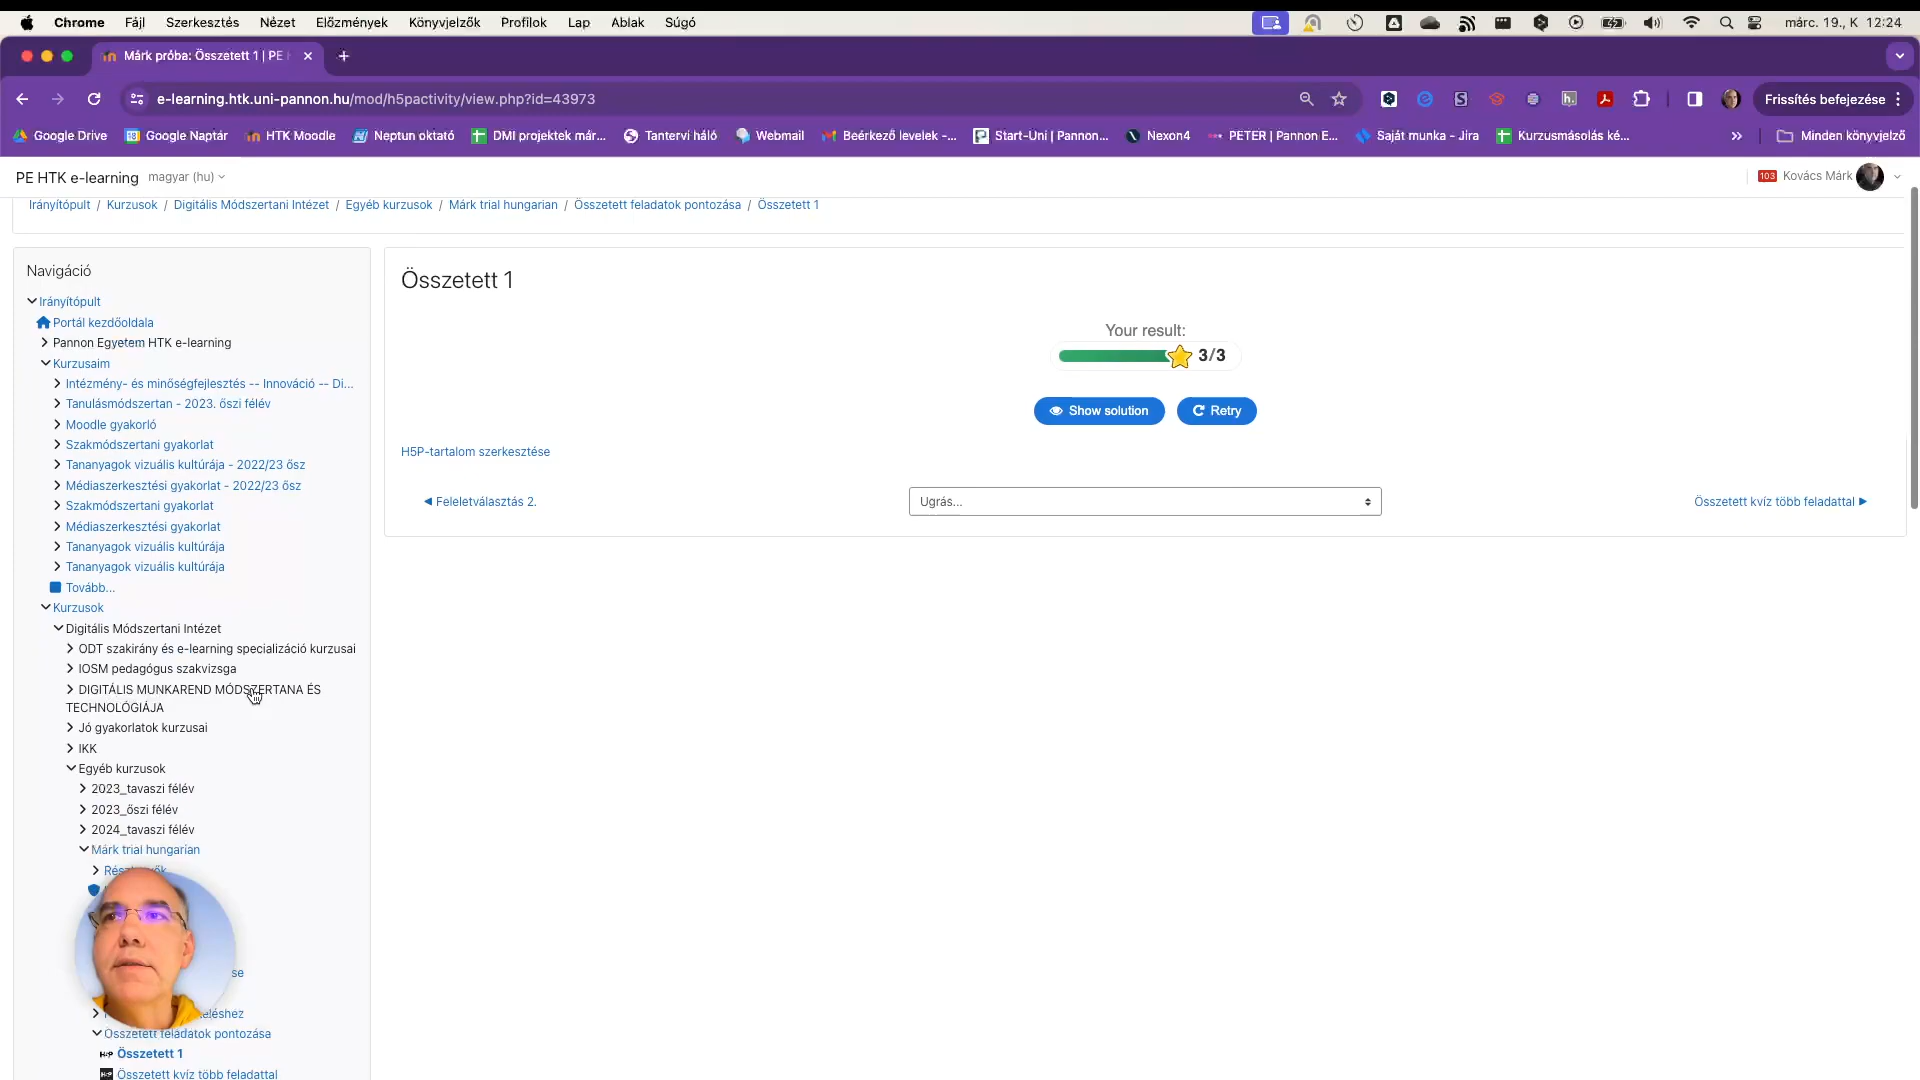 Chrome Fájl Szerkesztés Nézet Előzmények Könyvjelzők Profilok Lap Ablak Súgó márc. 19., K 12:24
Márk próba: Összetett 1 | PE
e-learning.htk.uni-pannon.hu/mod/h5pactivity/view.php?id=43973 Frissítés befejezése
Google Drive Google Naptár HTK Moodle Neptun oktató DMI projektek már... Tantervi háló Webmail Beérkező levelek -... Start-Uni | Pannon... Nexon4 PETER | Pannon E... Saját munka - Jira Kurzusmásolás ké... Minden könyvjelző
PE HTK e-learning magyar (hu) 103 Kovács Márk
Irányítópult / Kurzusok / Digitális Módszertani Intézet / Egyéb kurzusok / Márk trial hungarian / Összetett feladatok pontozása / Összetett 1
Navigáció
Irányítópult
Portál kezdőoldala
Pannon Egyetem HTK e-learning
Kurzusaim
Intézmény- és minőségfejlesztés -- Innováció -- Di...
Tanulásmódszertan - 2023. őszi félév
Moodle gyakorló
Szakmódszertani gyakorlat
Tananyagok vizuális kultúrája - 2022/23 ősz
Médiaszerkesztési gyakorlat - 2022/23 ősz
Szakmódszertani gyakorlat
Médiaszerkesztési gyakorlat
Tananyagok vizuális kultúrája
Tananyagok vizuális kultúrája
Tovább...
Kurzusok
Digitális Módszertani Intézet
ODT szakirány és e-learning specializáció kurzusai
IOSM pedagógus szakvizsga
DIGITÁLIS MUNKAREND MÓDSZERTANA ÉS
TECHNOLÓGIÁJA
Jó gyakorlatok kurzusai
IKK
Egyéb kurzusok
2023_tavaszi félév
2023_őszi félév
2024_tavaszi félév
Márk trial hungarian
se
Összetett feladatok pontozása
Összetett 1
Összetett kvíz több feladattal
Összetett 1
Your result:
3/3
Show solution Retry
H5P-tartalom szerkesztése
◀ Feleletválasztás 2. Ugrás... Összetett kvíz több feladattal ▶